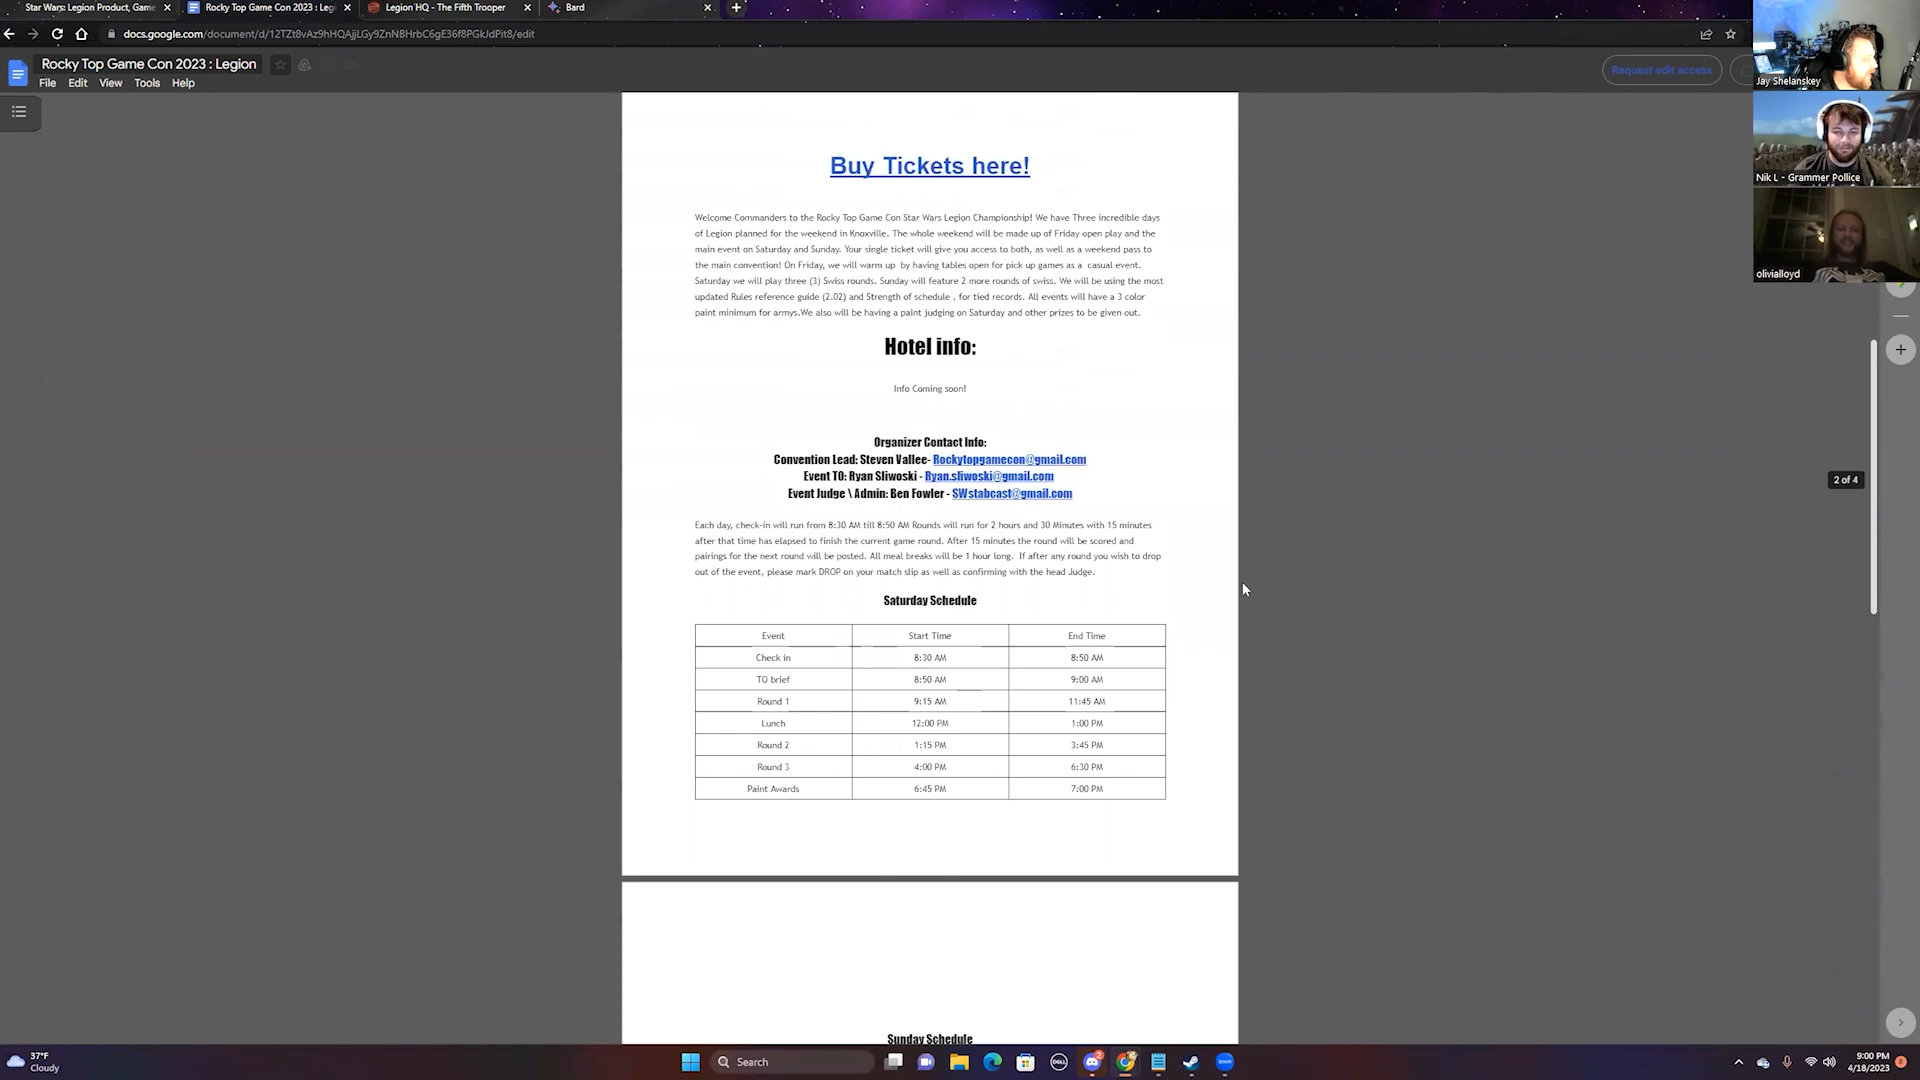 Star Wars: Legion Product, Game
Rocky Top Game Con 2023 : Legi
Legion HQ - The Fifth Trooper
Bard
docs.google.com/document/d/12TZt8vAz9hHQAjjLGy9ZnNBHrbC6gE36f8PGkJdPit8/edit
Rocky Top Game Con 2023 : Legion
File Edit View Tools Help
Request edit access
Jay Shelanskey
Nik L - Grammer Pollice
olivialloyd
Buy Tickets here!
Welcome Commanders to the Rocky Top Game Con Star Wars Legion Championship! We have Three incredible days
of Legion planned for the weekend in Knoxville. The whole weekend will be made up of Friday open play and the
main event on Saturday and Sunday. Your single ticket will give you access to both, as well as a weekend pass to
the main convention! On Friday, we will warm up by having tables open for pick up games as a casual event.
Saturday we will play three (3) Swiss rounds. Sunday will feature 2 more rounds of swiss. We will be using the most
updated Rules reference guide (2.02) and Strength of schedule , for tied records. All events will have a 3 color
paint minimum for armys.We also will be having a paint judging on Saturday and other prizes to be given out.
Hotel info:
Info Coming soon!
Organizer Contact Info:
Convention Lead: Steven Vallee- Rockytopgamecon@gmail.com
Event TO: Ryan Sliwoski - Ryan.sliwoski@gmail.com
Event Judge \ Admin: Ben Fowler - SWstabcast@gmail.com
2 of 4
Each day, check-in will run from 8:30 AM till 8:50 AM Rounds will run for 2 hours and 30 Minutes with 15 minutes
after that time has elapsed to finish the current game round. After 15 minutes the round will be scored and
pairings for the next round will be posted. All meal breaks will be 1 hour long. If after any round you wish to drop
out of the event, please mark DROP on your match slip as well as confirming with the head Judge.
Saturday Schedule
Event Start Time End Time
Check in 8:30 AM 8:50 AM
TO brief 8:50 AM 9:00 AM
Round 1 9:15 AM 11:45 AM
Lunch 12:00 PM 1:00 PM
Round 2 1:15 PM 3:45 PM
Round 3 4:00 PM 6:30 PM
Paint Awards 6:45 PM 7:00 PM
Sunday Schedule
37°F
Cloudy
Search
DELL
zoom
9:00 PM
4/18/2023